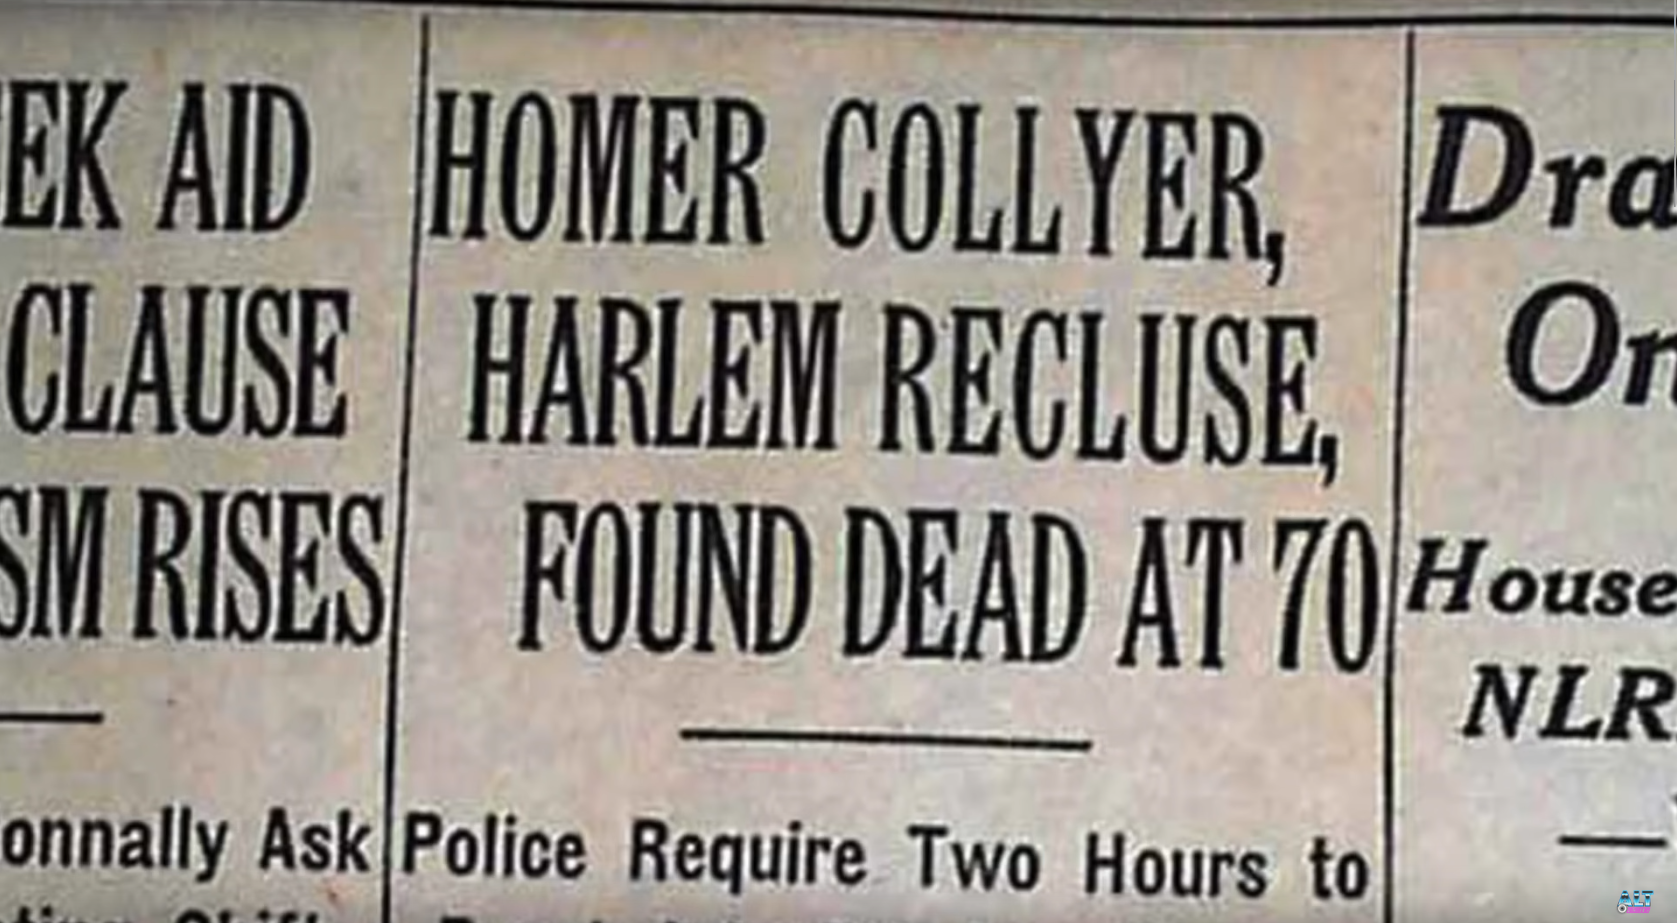 EK AID
CLAUSE
SM RISES
onnally Ask
HOMER COLLYER,
HARLEM RECLUSE,
FOUND DEAD AT 70
Police Require Two Hours to
Dra
On
House
NLR
ALT